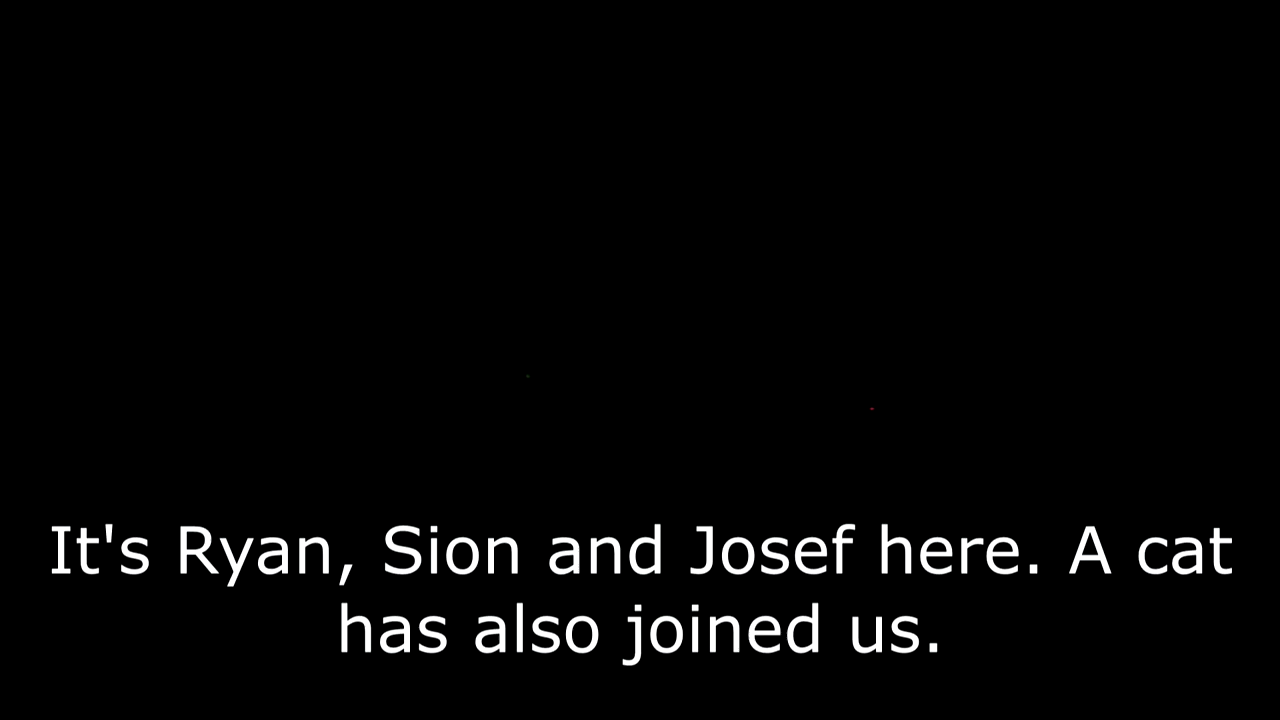 It's Ryan, Sion and Josef here. A cat
has also joined us.